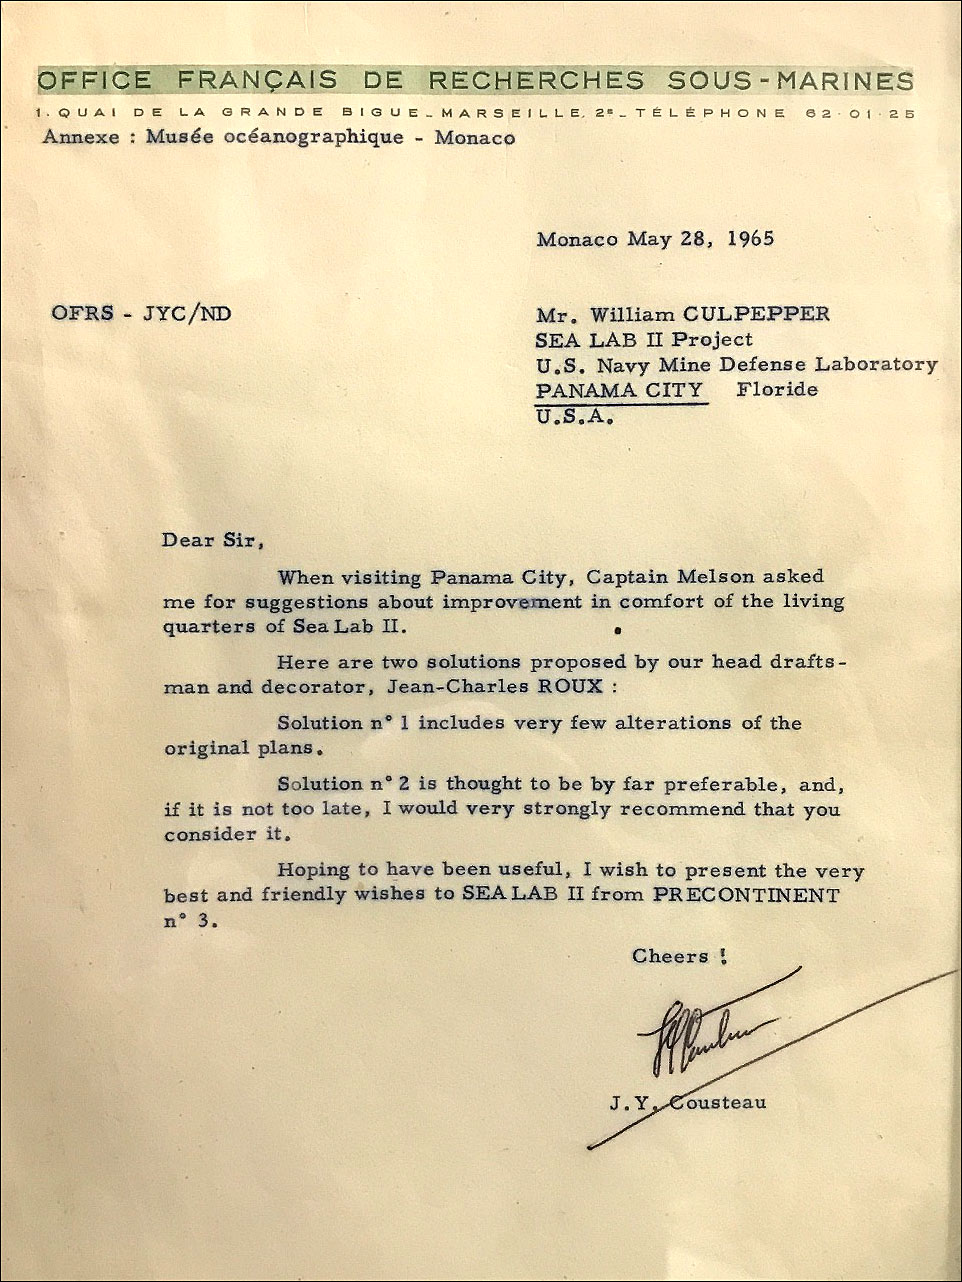 OFFICE FRANÇAIS DE RECHERCHES SOUS-MARINES
1. QUAI DE LA GRANDE BIGUE_MARSEILLE. 2e_TÉLÉPHONE 62·01·25
Annexe : Musée océanographique - Monaco
Monaco May 28, 1965
OFRS - JYC/ND
Mr. William CULPEPPER
SEA LAB II Project
U.S. Navy Mine Defense Laboratory
PANAMA CITY Floride
U.S.A.
Dear Sir,
When visiting Panama City, Captain Melson asked
me for suggestions about improvement in comfort of the living
quarters of Sea Lab II.
Here are two solutions proposed by our head drafts-
man and decorator, Jean-Charles ROUX :
Solution n° 1 includes very few alterations of the
original plans.
Solution n° 2 is thought to be by far preferable, and,
if it is not too late, I would very strongly recommend that you
consider it.
Hoping to have been useful, I wish to present the very
best and friendly wishes to SEA LAB II from PRECONTINENT
n° 3.
Cheers !
J.Y. Cousteau